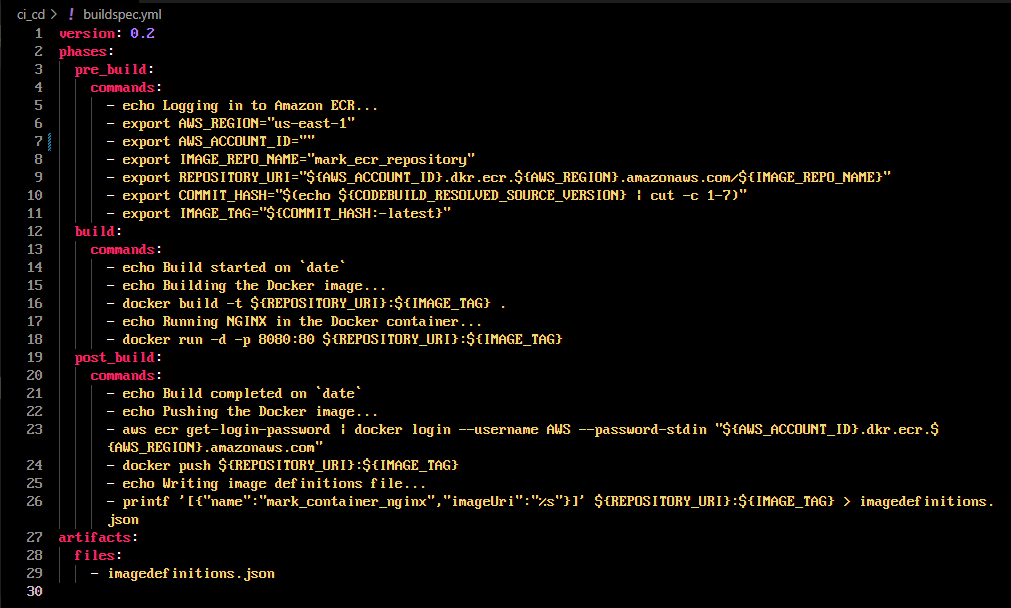 ci_cd > ! buildspec.yml
1 version: 0.2
2 phases:
3 pre_build:
4 commands:
5 - echo Logging in to Amazon ECR...
6 - export AWS_REGION="us-east-1"
7 - export AWS_ACCOUNT_ID=""
8 - export IMAGE_REPO_NAME="mark_ecr_repository"
9 - export REPOSITORY_URI="${AWS_ACCOUNT_ID}.dkr.ecr.${AWS_REGION}.amazonaws.com/${IMAGE_REPO_NAME}"
10 - export COMMIT_HASH="$(echo ${CODEBUILD_RESOLVED_SOURCE_VERSION} | cut -c 1-7)"
11 - export IMAGE_TAG="${COMMIT_HASH:-latest}"
12 build:
13 commands:
14 - echo Build started on `date`
15 - echo Building the Docker image...
16 - docker build -t ${REPOSITORY_URI}:${IMAGE_TAG} .
17 - echo Running NGINX in the Docker container...
18 - docker run -d -p 8080:80 ${REPOSITORY_URI}:${IMAGE_TAG}
19 post_build:
20 commands:
21 - echo Build completed on `date`
22 - echo Pushing the Docker image...
23 - aws ecr get-login-password | docker login --username AWS --password-stdin "${AWS_ACCOUNT_ID}.dkr.ecr.$
{AWS_REGION}.amazonaws.com"
24 - docker push ${REPOSITORY_URI}:${IMAGE_TAG}
25 - echo Writing image definitions file...
26 - printf '[{"name":"mark_container_nginx","imageUri":"%s"}]' ${REPOSITORY_URI}:${IMAGE_TAG} > imagedefinitions.
json
27 artifacts:
28 files:
29 - imagedefinitions.json
30